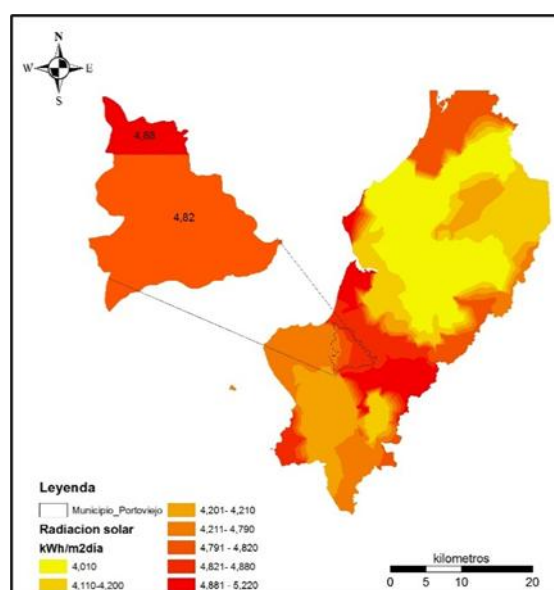 N
W E
S
4,88
4,82
Leyenda
Municipio_Portoviejo
Radiacion solar
kWh/m2día
4,010
4,110-4,200
4,201- 4,210
4,211- 4,790
4,791 - 4,820
4,821 - 4,880
4,881 - 5,220
kilometros
0 5 10 20